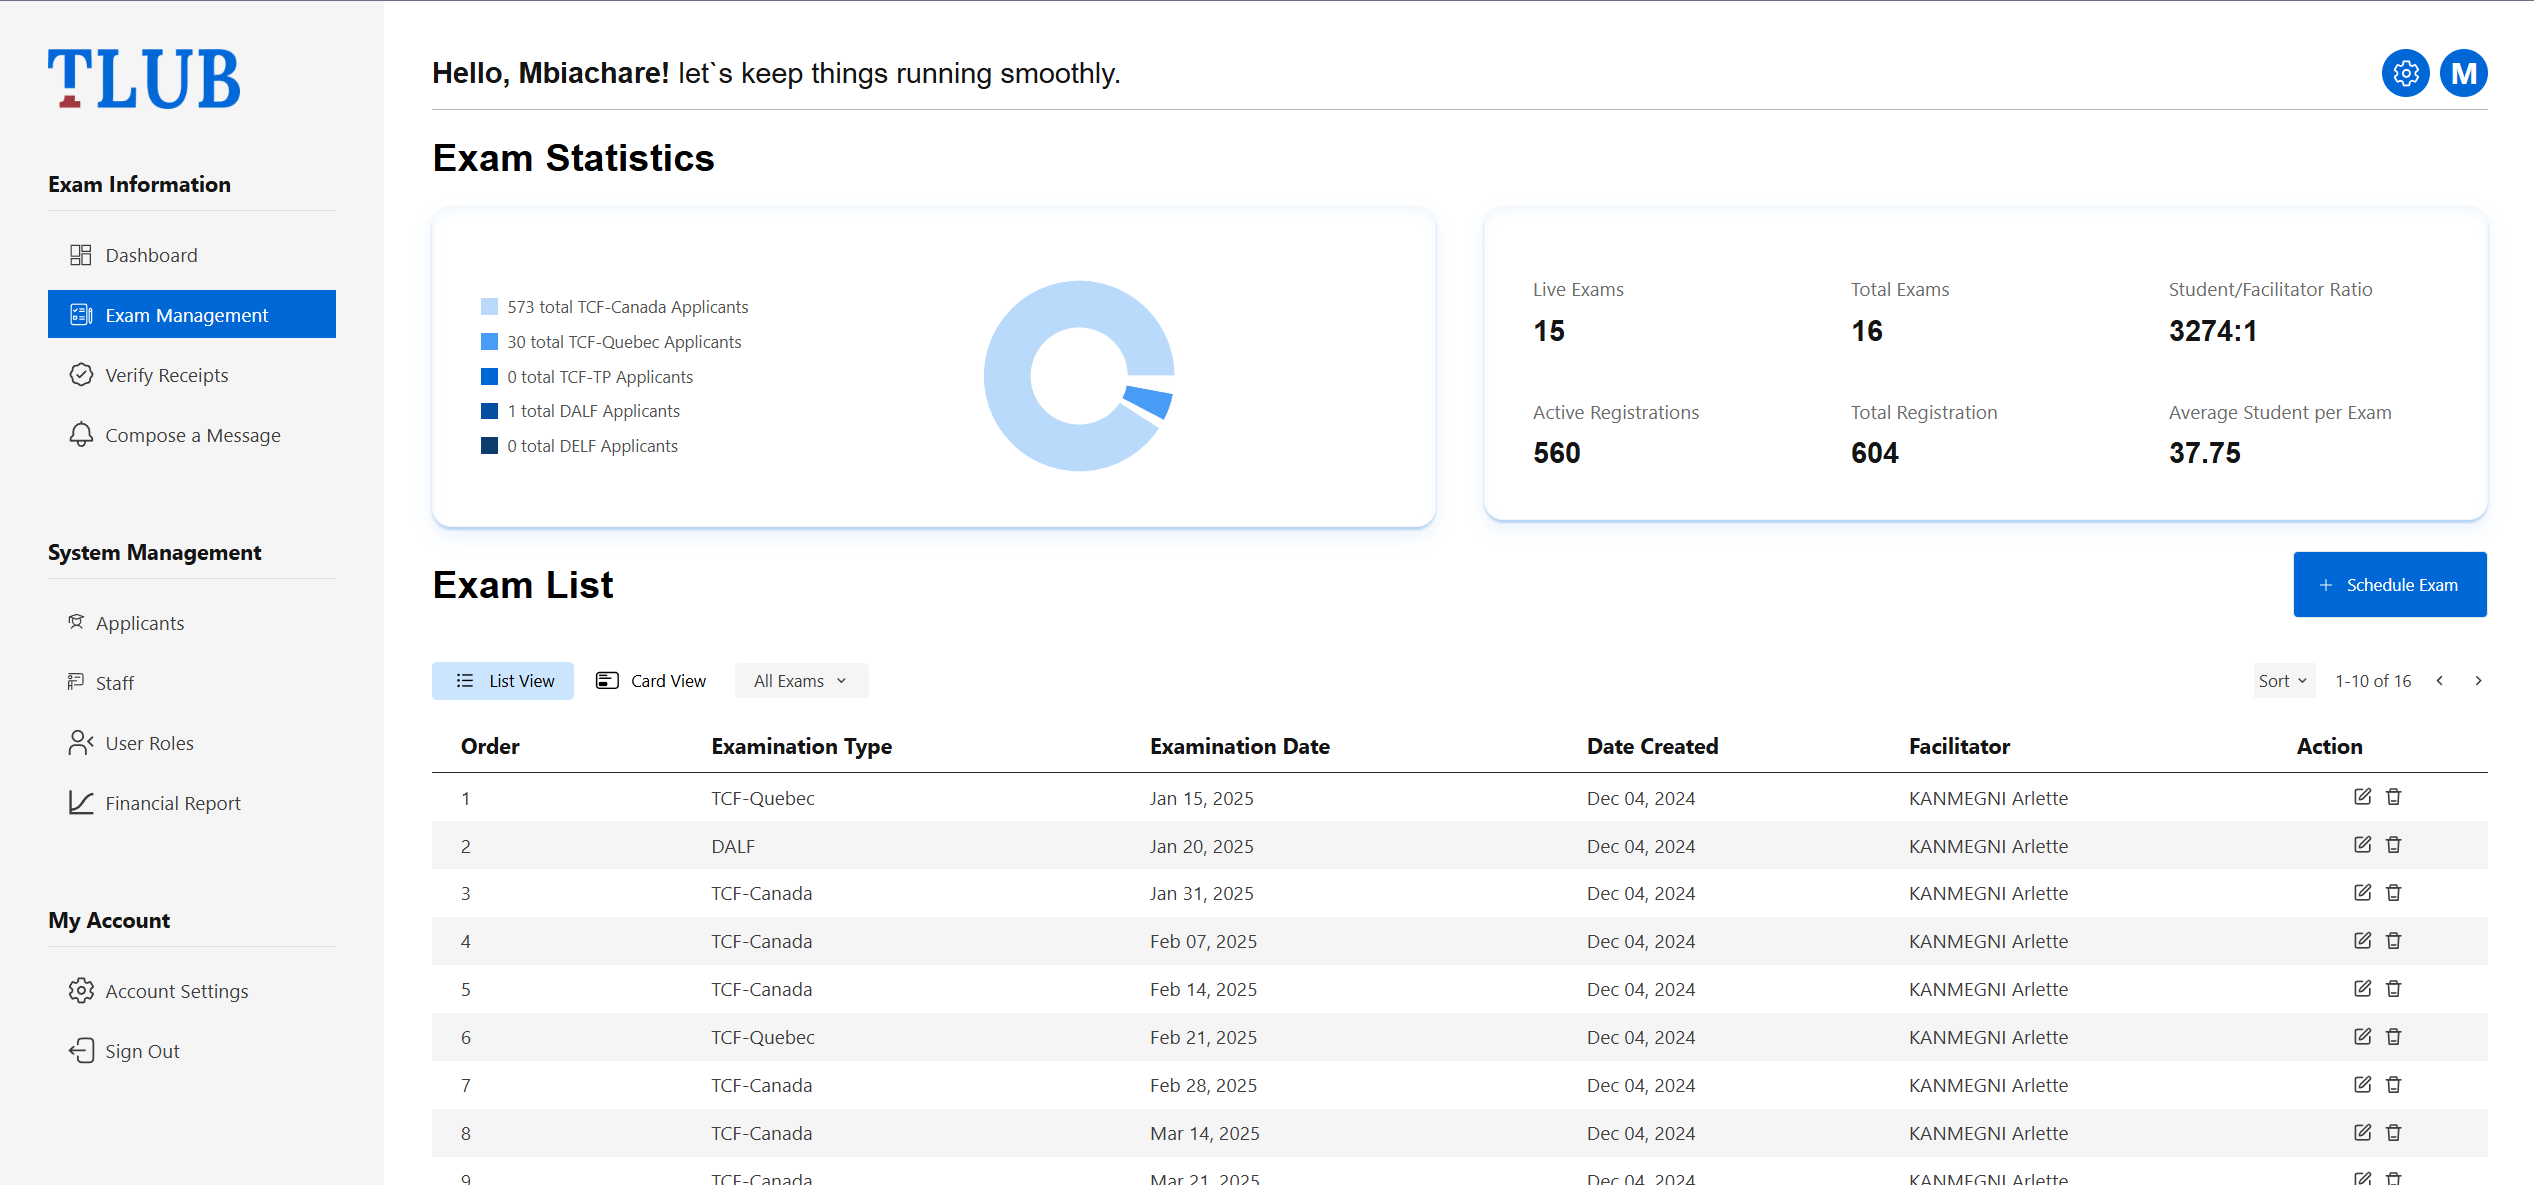 TLUB
Exam Information
Dashboard
Exam Management
Verify Receipts
Compose a Message
System Management
Applicants
Staff
User Roles
Financial Report
My Account
Account Settings
Sign Out
Hello, Mbiachare! let`s keep things running smoothly.
M
Exam Statistics
573 total TCF-Canada Applicants
30 total TCF-Quebec Applicants
0 total TCF-TP Applicants
1 total DALF Applicants
0 total DELF Applicants
Live Exams Total Exams Student/Facilitator Ratio
15 16 3274:1
Active Registrations Total Registration Average Student per Exam
560 604 37.75
Exam List
+ Schedule Exam
List View Card View All Exams Sort 1-10 of 16
Order Examination Type Examination Date Date Created Facilitator Action
1 TCF-Quebec Jan 15, 2025 Dec 04, 2024 KANMEGNI Arlette
2 DALF Jan 20, 2025 Dec 04, 2024 KANMEGNI Arlette
3 TCF-Canada Jan 31, 2025 Dec 04, 2024 KANMEGNI Arlette
4 TCF-Canada Feb 07, 2025 Dec 04, 2024 KANMEGNI Arlette
5 TCF-Canada Feb 14, 2025 Dec 04, 2024 KANMEGNI Arlette
6 TCF-Quebec Feb 21, 2025 Dec 04, 2024 KANMEGNI Arlette
7 TCF-Canada Feb 28, 2025 Dec 04, 2024 KANMEGNI Arlette
8 TCF-Canada Mar 14, 2025 Dec 04, 2024 KANMEGNI Arlette
9 TCF-Canada Mar 21, 2025 Dec 04, 2024 KANMEGNI Arlette